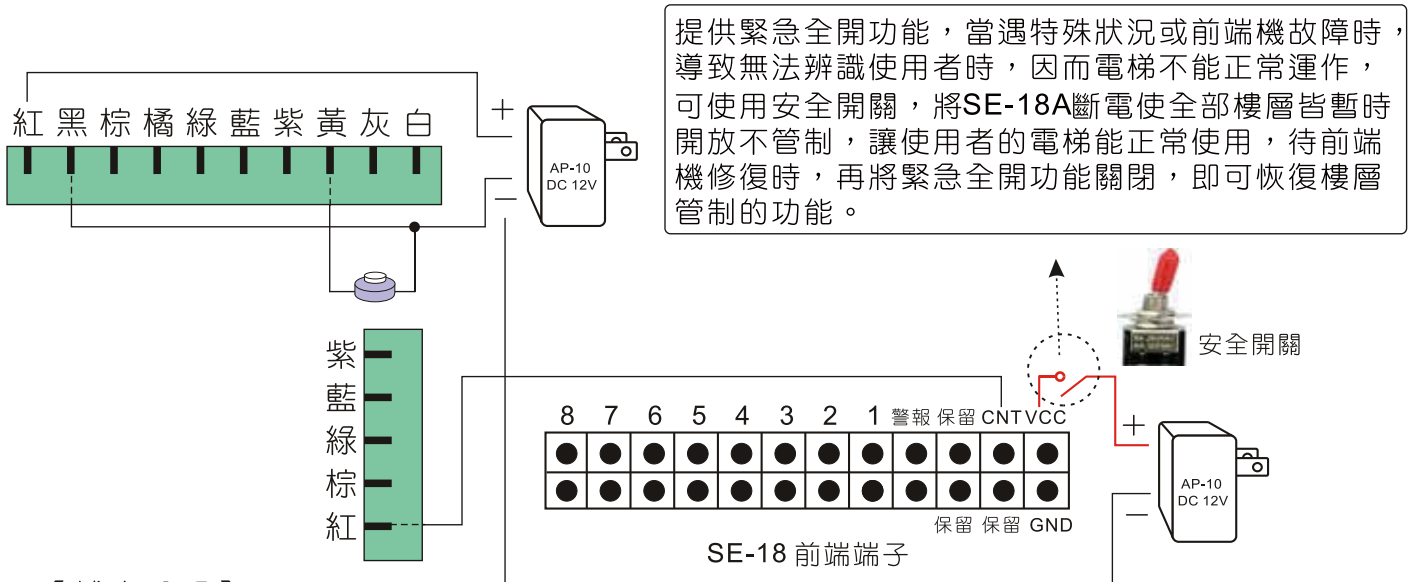 提供緊急全開功能，當遇特殊狀況或前端機故障時，
導致無法辨識使用者時，因而電梯不能正常運作，
可使用安全開關，將SE-18A斷電使全部樓層皆暫時
開放不管制，讓使用者的電梯能正常使用，待前端
機修復時，再將緊急全開功能關閉，即可恢復樓層
管制的功能。
紅 黑 棕 橘 綠 藍 紫 黃 灰 白
+
AP-10
DC 12V
—
安全開關
紫
藍
綠
棕
紅
8 7 6 5 4 3 2 1 警報 保留 CNT VCC
+
AP-10
DC 12V
—
保留 保留 GND
SE-18 前端端子